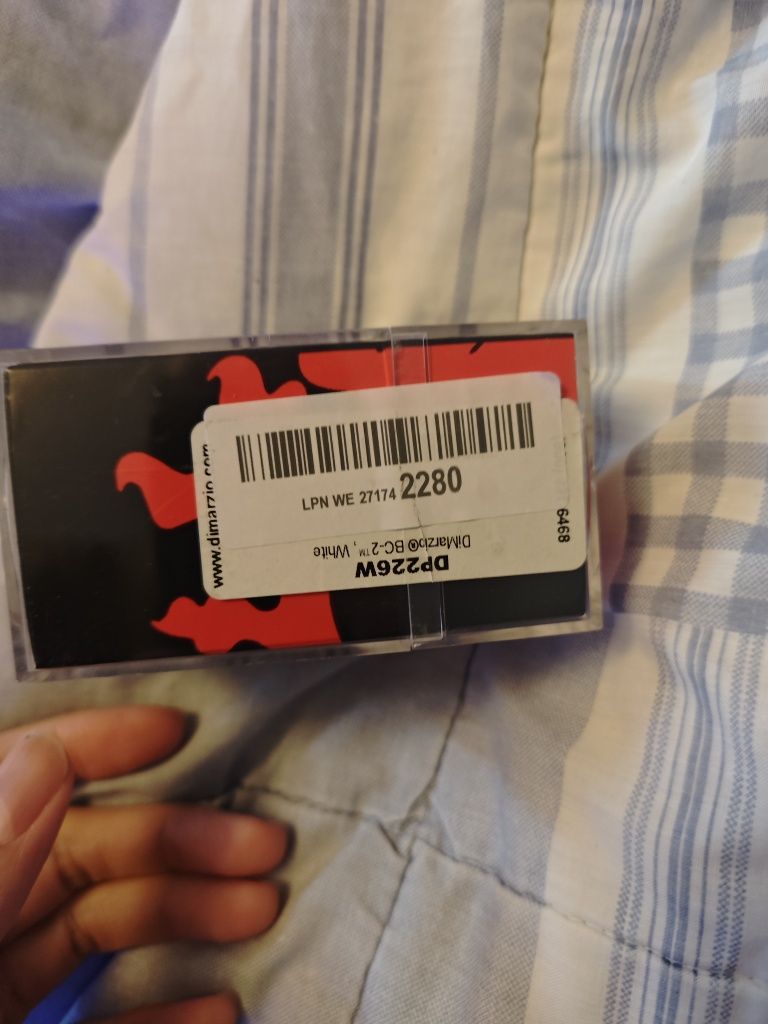 LPN WE 27174 2280
DP226W
DiMarzio® BC-2™, White
www.dimarzio.com
6468